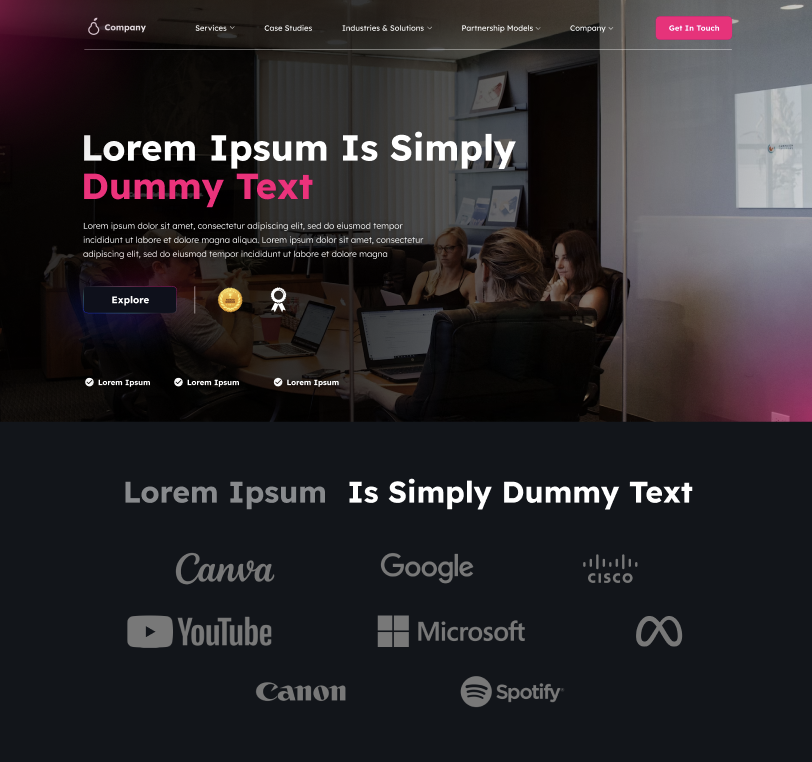 Company
Services
Case Studies
Industries & Solutions
Partnership Models
Company
Get In Touch
Lorem Ipsum Is Simply
Dummy Text
Lorem ipsum dolor sit amet, consectetur adipiscing elit, sed do eiusmod tempor
incididunt ut labore et dolore magna aliqua. Lorem ipsum dolor sit amet, consectetur
adipiscing elit, sed do eiusmod tempor incididunt ut labore et dolore magna
Explore
Lorem Ipsum
Lorem Ipsum
Lorem Ipsum
Lorem Ipsum Is Simply Dummy Text
Canva
Google
CISCO
YouTube
Microsoft
Canon
Spotify